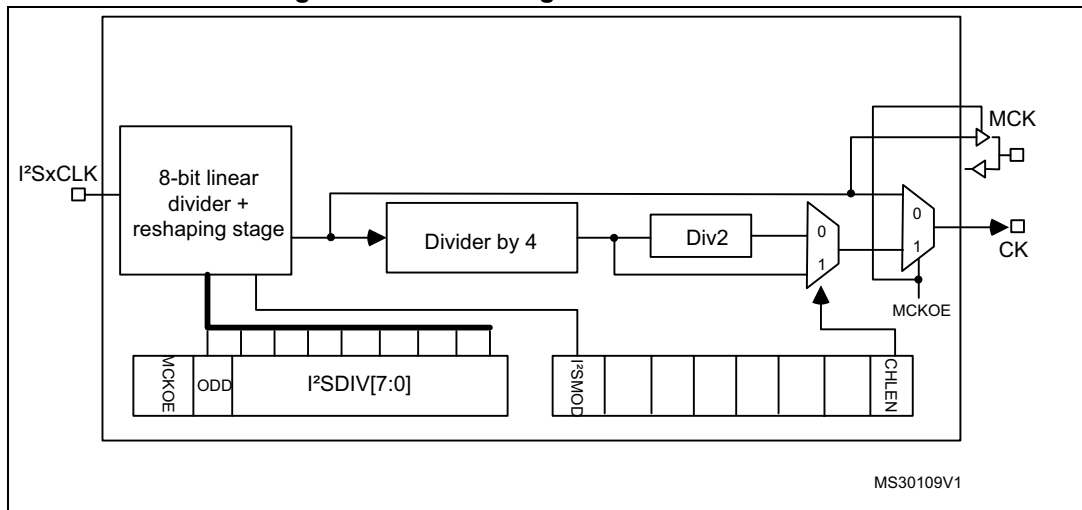 MCK
I²SxCLK
8-bit linear
divider +
reshaping stage
Divider by 4
Div2
0
1
0
1
CK
MCKOE
MCKOE
ODD
I²SDIV[7:0]
I²SMOD
CHLEN
MS30109V1